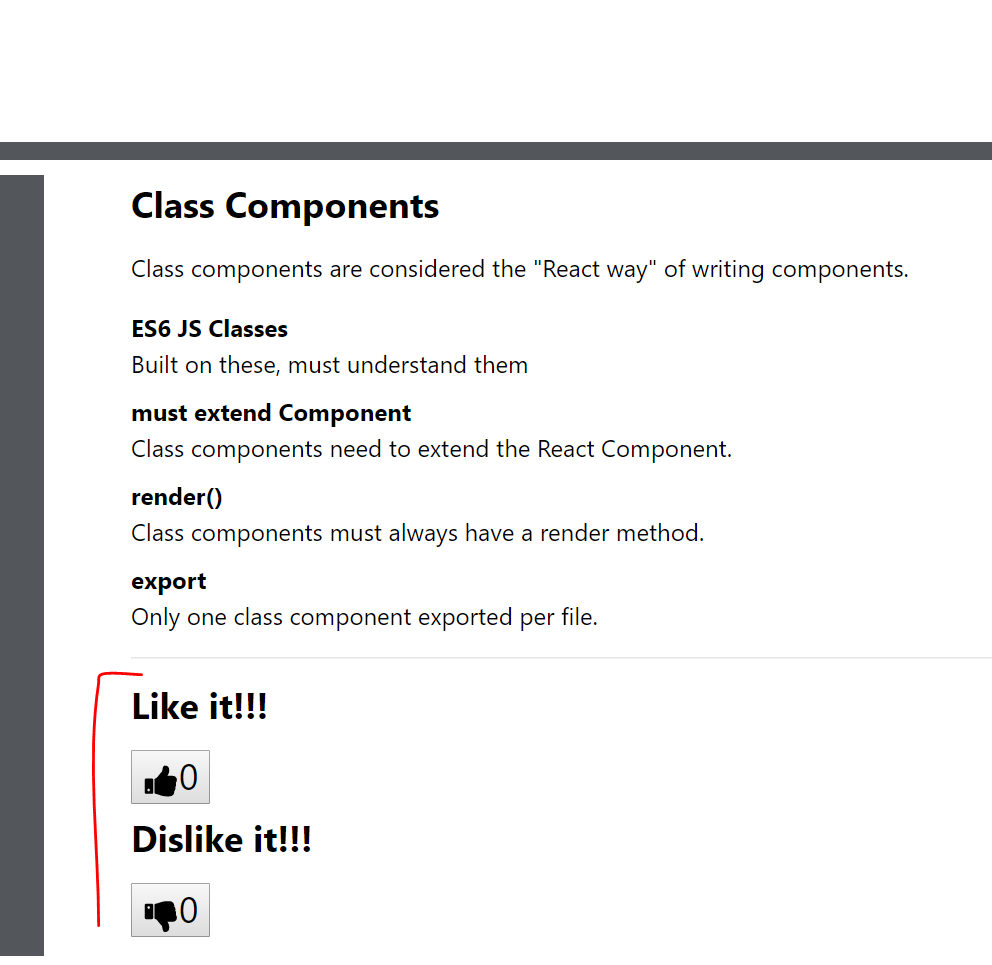 Class Components
Class components are considered the "React way" of writing components.
ES6 JS Classes
Built on these, must understand them
must extend Component
Class components need to extend the React Component.
render()
Class components must always have a render method.
export
Only one class component exported per file.
Like it!!!
0
Dislike it!!!
0